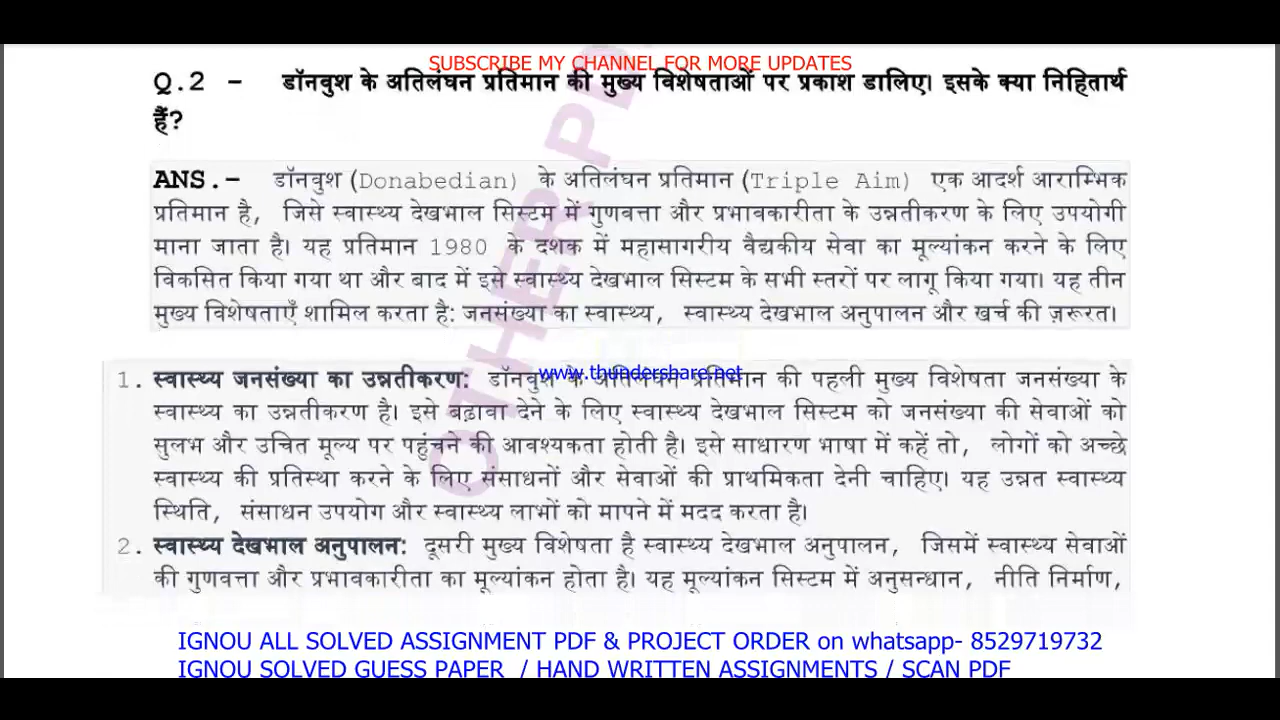 SUBSCRIBE MY CHANNEL FOR MORE UPDATES
Q.2 - डॉनवुश के अतिलंघन प्रतिमान की मुख्य विशेषताओं पर प्रकाश डालिए। इसके क्या निहितार्थ
हैं?
ANS.- डॉनवुश (Donabedian) के अतिलंघन प्रतिमान (Triple Aim) एक आदर्श आराम्भिक
प्रतिमान है, जिसे स्वास्थ्य देखभाल सिस्टम में गुणवत्ता और प्रभावकारीता के उन्नतीकरण के लिए उपयोगी
माना जाता है। यह प्रतिमान 1980 के दशक में महासागरीय वैद्यकीय सेवा का मूल्यांकन करने के लिए
विकसित किया गया था और बाद में इसे स्वास्थ्य देखभाल सिस्टम के सभी स्तरों पर लागू किया गया। यह तीन
मुख्य विशेषताएँ शामिल करता है: जनसंख्या का स्वास्थ्य, स्वास्थ्य देखभाल अनुपालन और खर्च की ज़रूरत।
www.thundershare.net
1. स्वास्थ्य जनसंख्या का उन्नतीकरण: डॉनवुश के अतिलंघन प्रतिमान की पहली मुख्य विशेषता जनसंख्या के
स्वास्थ्य का उन्नतीकरण है। इसे बढ़ावा देने के लिए स्वास्थ्य देखभाल सिस्टम को जनसंख्या की सेवाओं को
सुलभ और उचित मूल्य पर पहुंचने की आवश्यकता होती है। इसे साधारण भाषा में कहें तो, लोगों को अच्छे
स्वास्थ्य की प्रतिस्था करने के लिए संसाधनों और सेवाओं की प्राथमिकता देनी चाहिए। यह उन्नत स्वास्थ्य
स्थिति, संसाधन उपयोग और स्वास्थ्य लाभों को मापने में मदद करता है।
2. स्वास्थ्य देखभाल अनुपालन: दूसरी मुख्य विशेषता है स्वास्थ्य देखभाल अनुपालन, जिसमें स्वास्थ्य सेवाओं
की गुणवत्ता और प्रभावकारीता का मूल्यांकन होता है। यह मूल्यांकन सिस्टम में अनुसन्धान, नीति निर्माण,
OTHER PD
IGNOU ALL SOLVED ASSIGNMENT PDF & PROJECT ORDER on whatsapp- 8529719732
IGNOU SOLVED GUESS PAPER / HAND WRITTEN ASSIGNMENTS / SCAN PDF